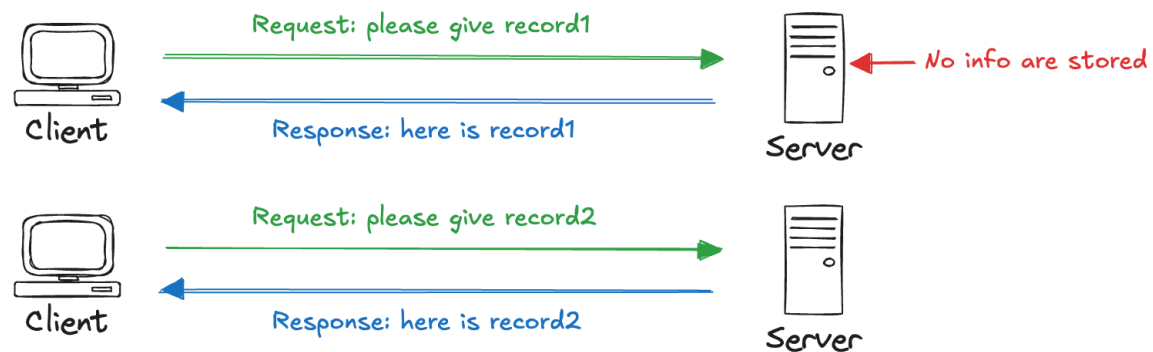 Request: please give record1
No info are stored
Response: here is record1
Client
Server
Request: please give record2
Response: here is record2
Client
Server